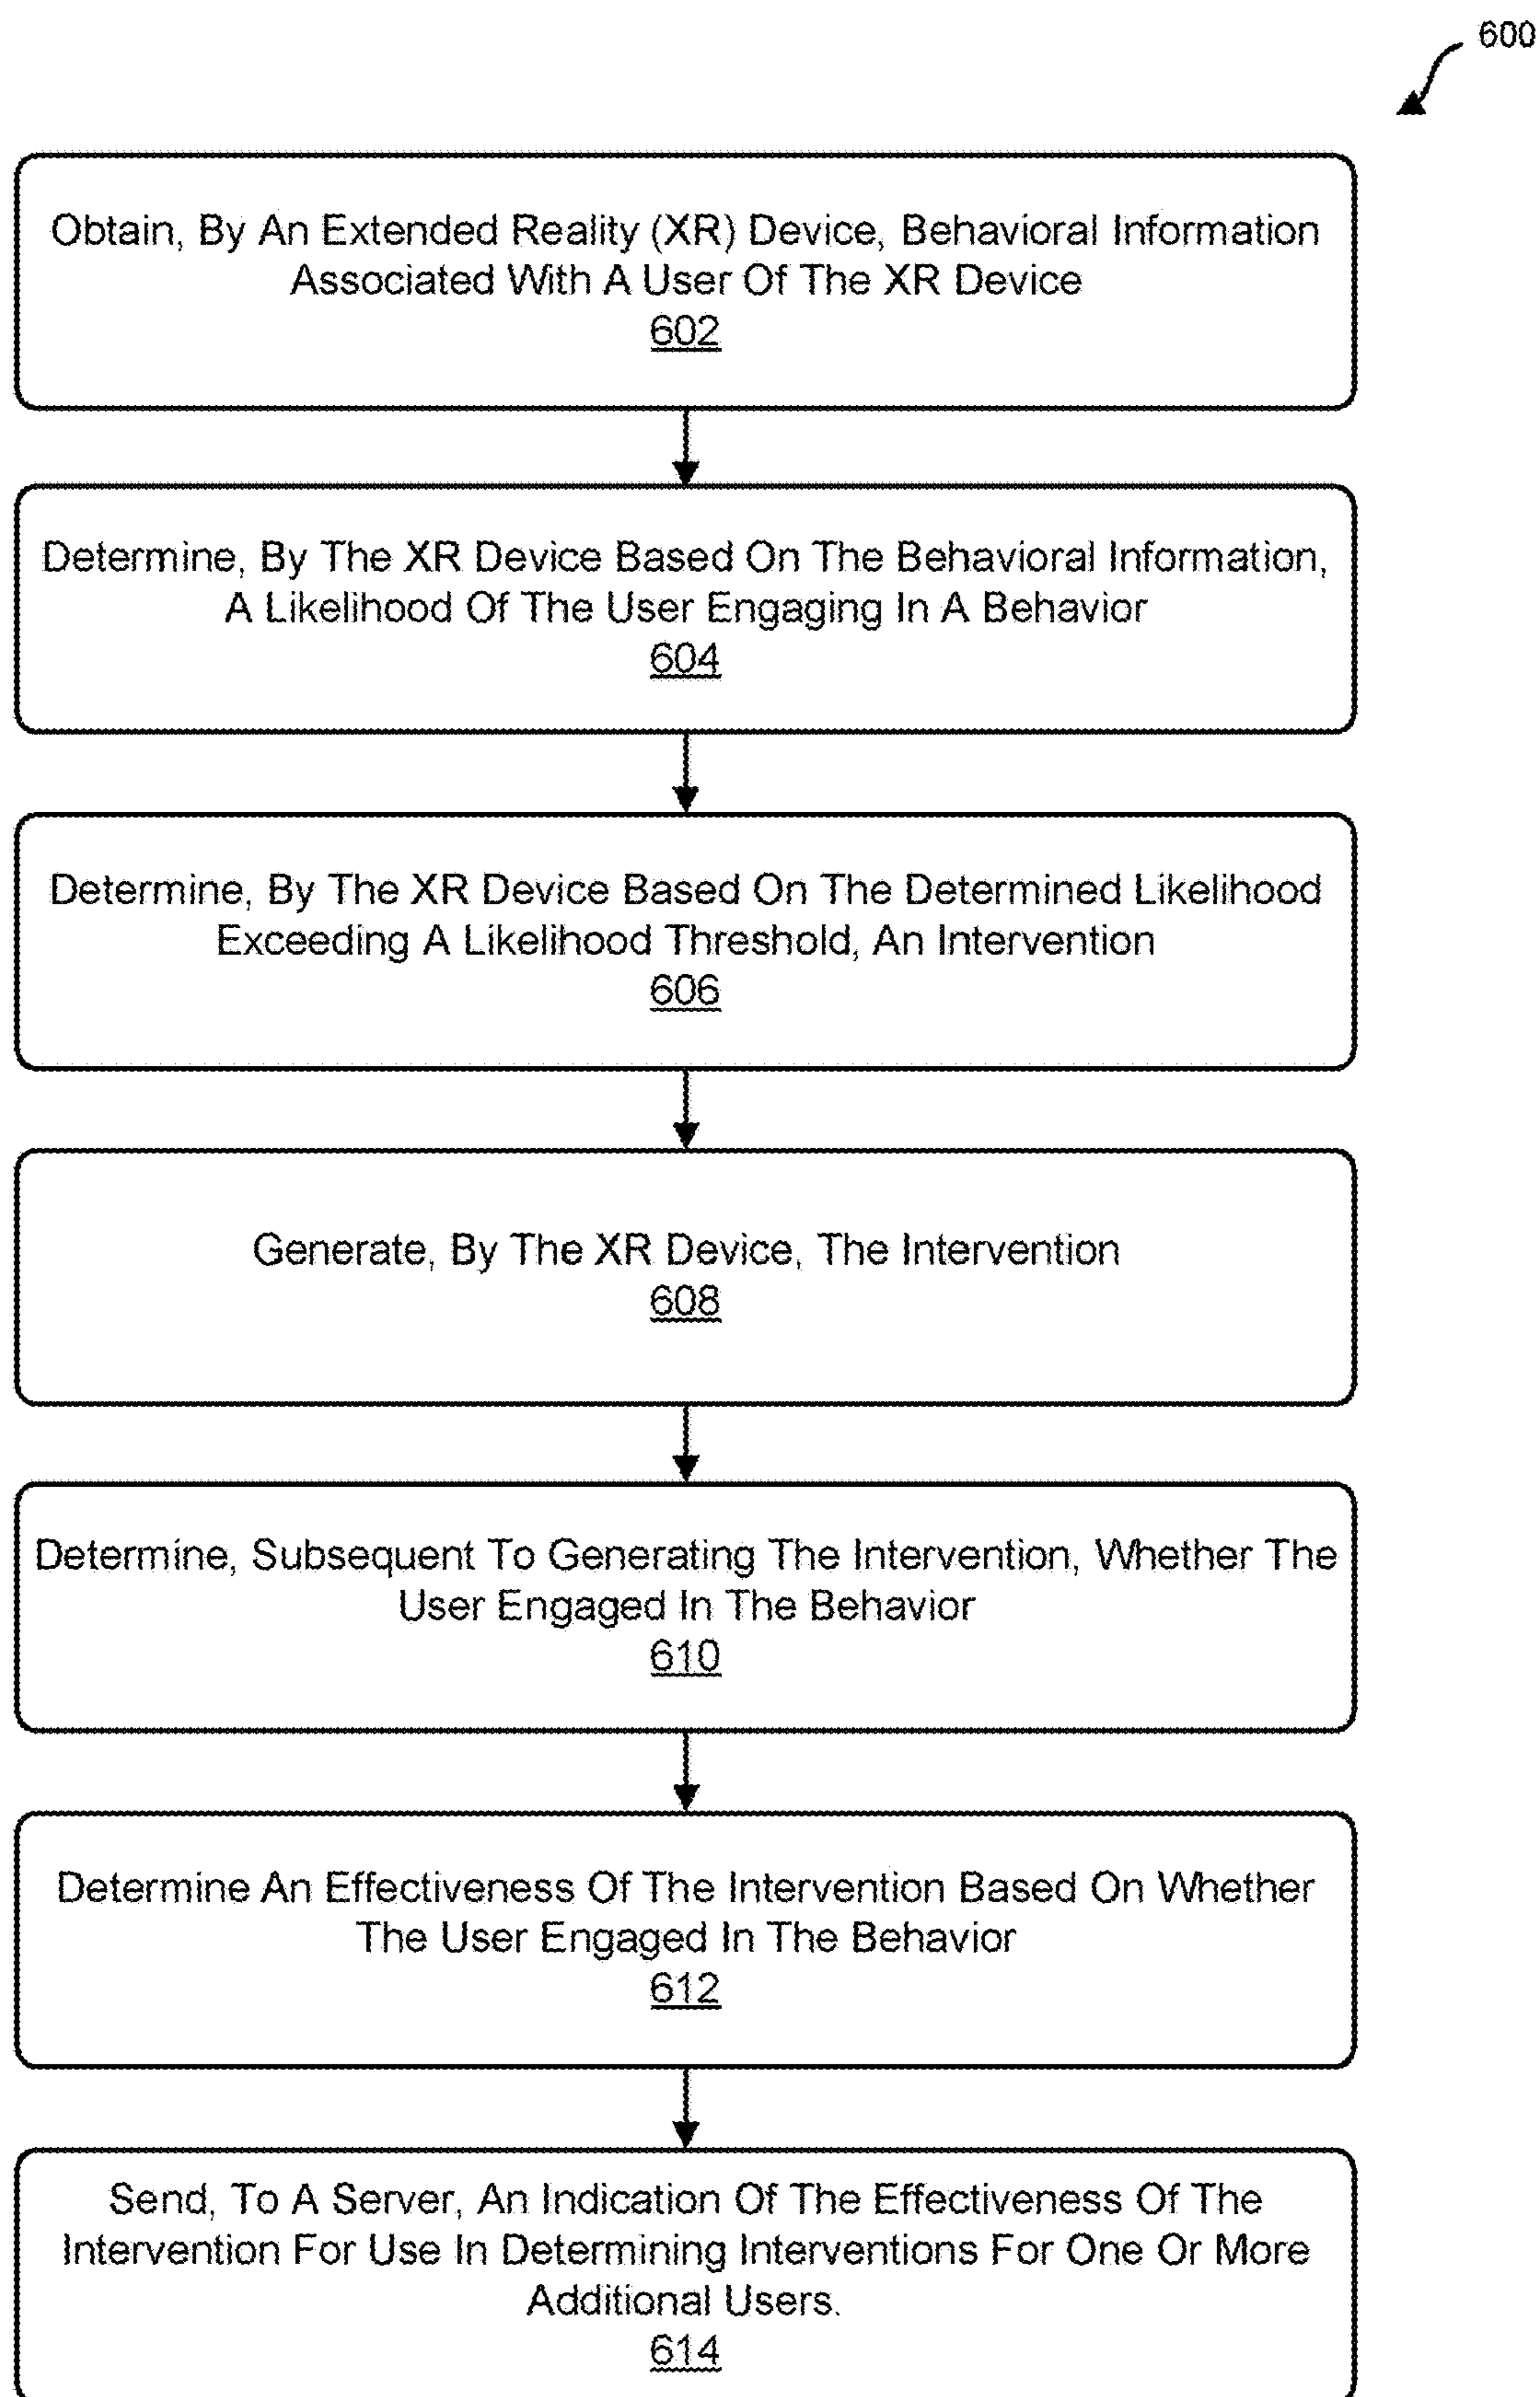 600
Obtain, By An Extended Reality (XR) Device, Behavioral Information
Associated With A User Of The XR Device
602
Determine, By The XR Device Based On The Behavioral Information,
A Likelihood Of The User Engaging In A Behavior
604
Determine, By The XR Device Based On The Determined Likelihood
Exceeding A Likelihood Threshold, An Intervention
606
Generate, By The XR Device, The Intervention
608
Determine, Subsequent To Generating The Intervention, Whether The
User Engaged In The Behavior
610
Determine An Effectiveness Of The Intervention Based On Whether
The User Engaged In The Behavior
612
Send, To A Server, An Indication Of The Effectiveness Of The
Intervention For Use In Determining Interventions For One Or More
Additional Users.
614